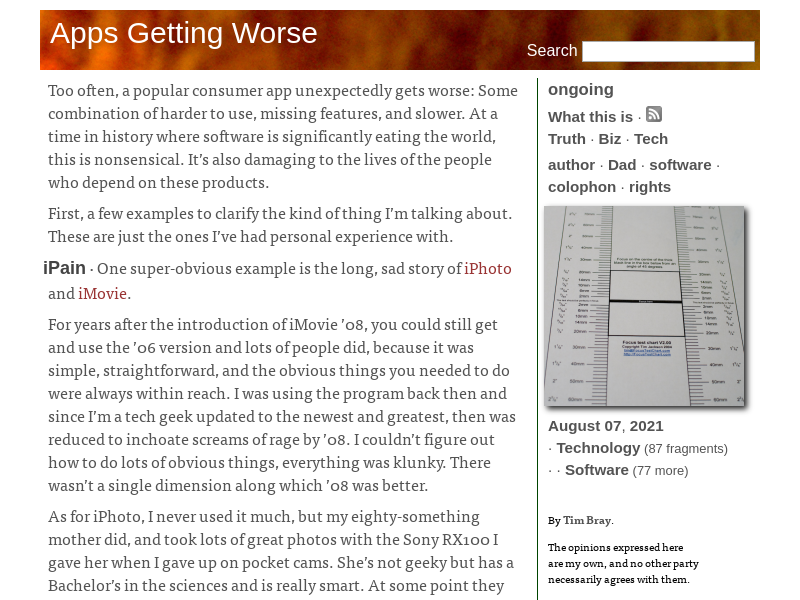 Apps Getting Worse
Search
Too often, a popular consumer app unexpectedly gets worse: Some
combination of harder to use, missing features, and slower. At a
time in history where software is significantly eating the world,
this is nonsensical. It’s also damaging to the lives of the people
who depend on these products.
First, a few examples to clarify the kind of thing I’m talking about.
These are just the ones I’ve had personal experience with.
iPain · One super-obvious example is the long, sad story of iPhoto
and iMovie.
For years after the introduction of iMovie ’08, you could still get
and use the ’06 version and lots of people did, because it was
simple, straightforward, and the obvious things you needed to do
were always within reach. I was using the program back then and
since I’m a tech geek updated to the newest and greatest, then was
reduced to inchoate screams of rage by ’08. I couldn’t figure out
how to do lots of obvious things, everything was klunky. There
wasn’t a single dimension along which ’08 was better.
As for iPhoto, I never used it much, but my eighty-something
mother did, and took lots of great photos with the Sony RX100 I
gave her when I gave up on pocket cams. She’s not geeky but has a
Bachelor’s in the sciences and is really smart. At some point they
ongoing
What this is ·
Truth · Biz · Tech
author · Dad · software ·
colophon · rights
Focus test chart V2.00
August 07, 2021
· Technology (87 fragments)
· · Software (77 more)
By Tim Bray.
The opinions expressed here
are my own, and no other party
necessarily agrees with them.